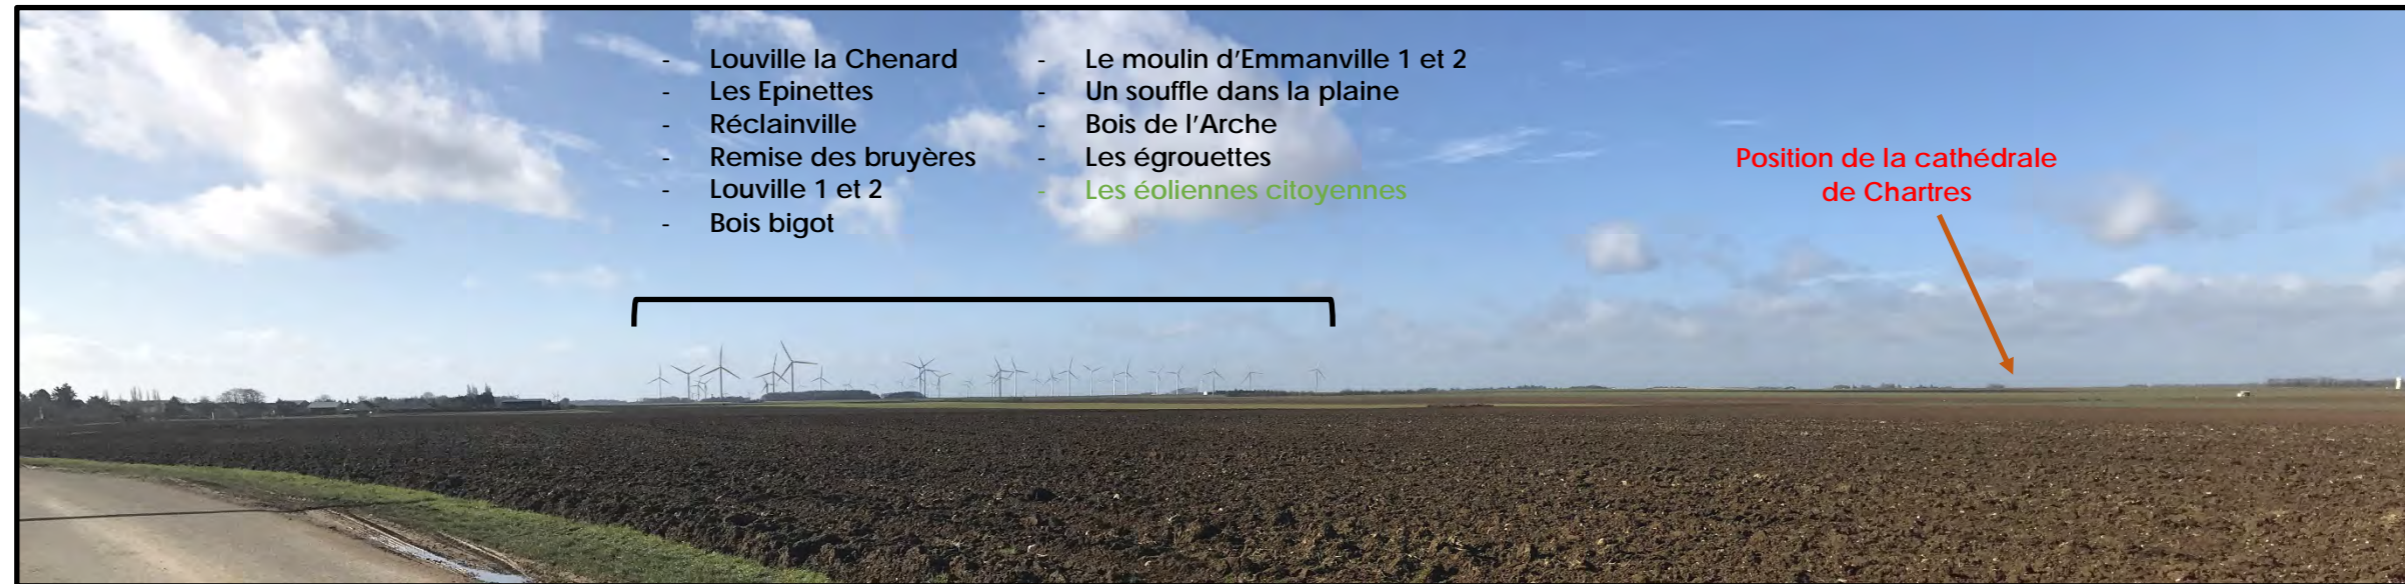 - Louville la Chenard
- Les Epinettes
- Réclainville
- Remise des bruyères
- Louville 1 et 2
- Bois bigot
- Le moulin d'Emmanville 1 et 2
- Un souffle dans la plaine
- Bois de l'Arche
- Les égrouettes
- Les éoliennes citoyennes
Position de la cathédrale
de Chartres